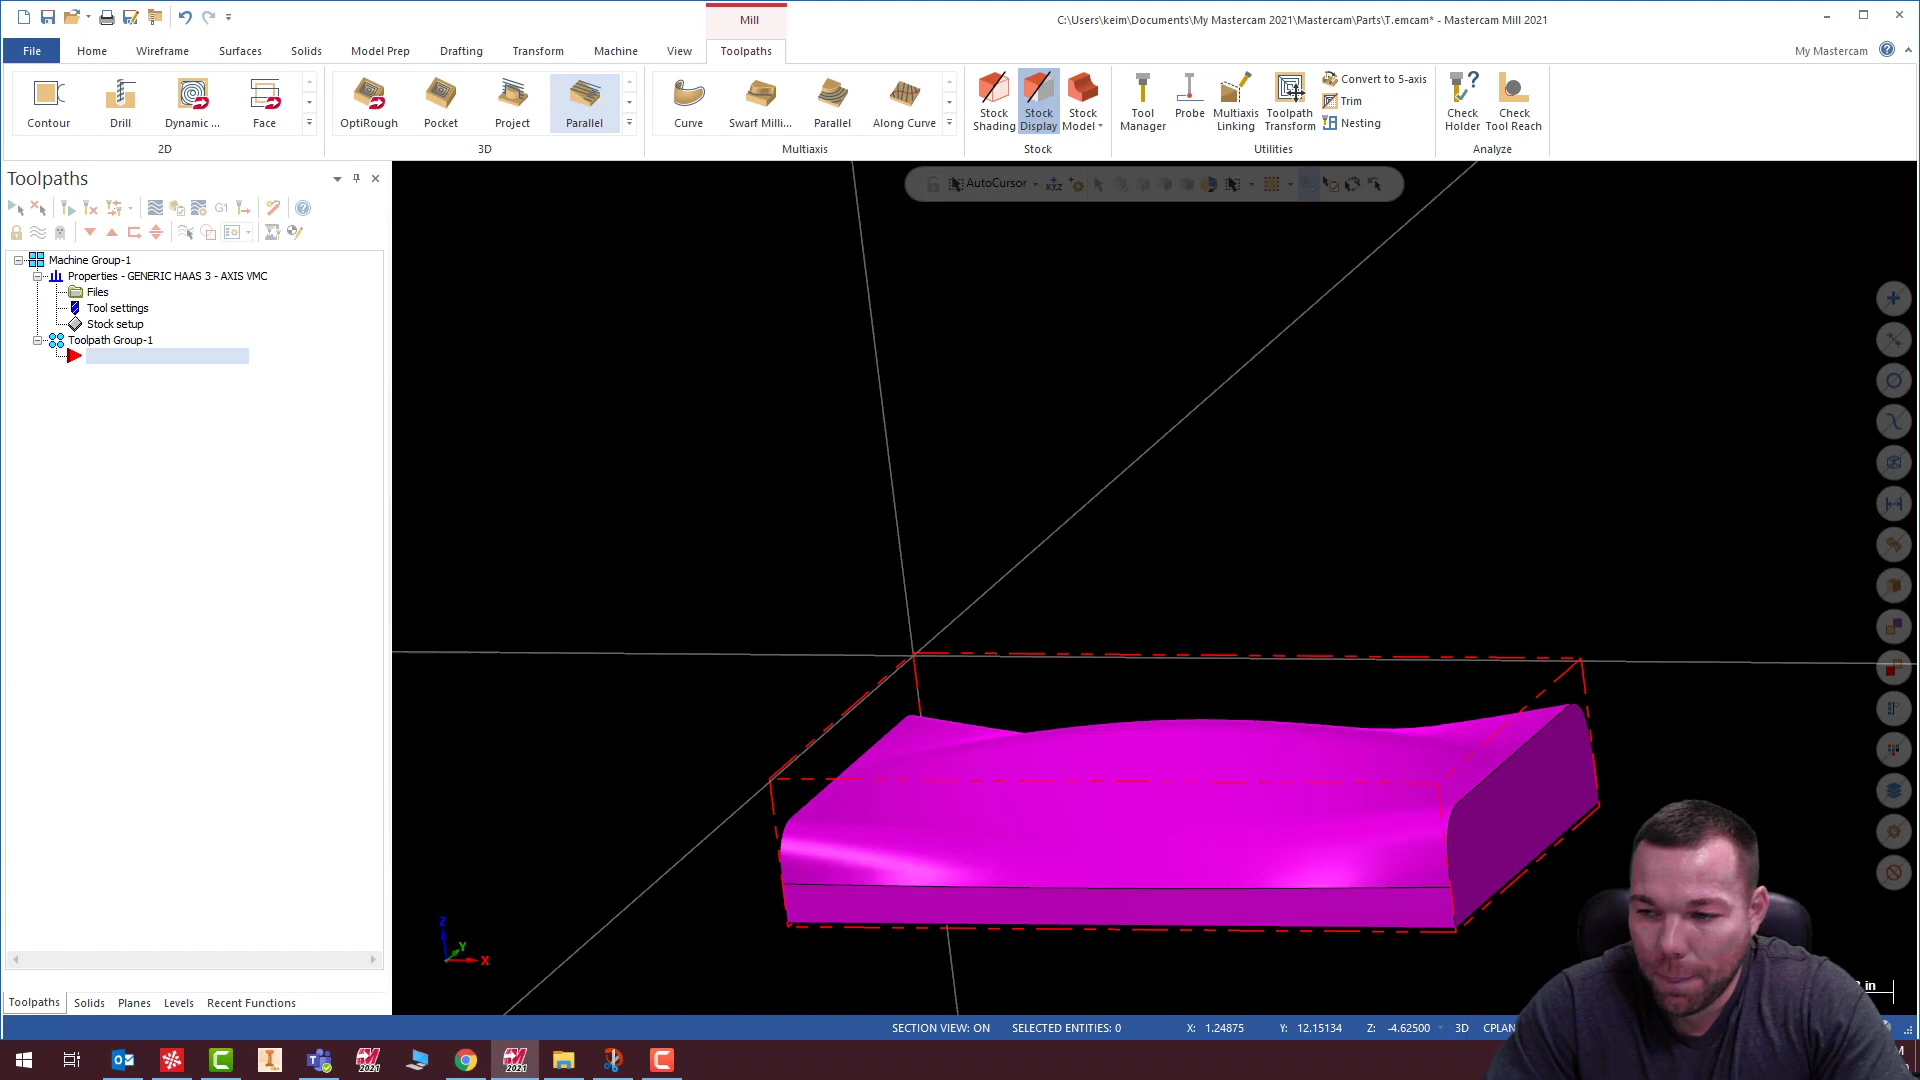 Mill
C:\Users\keim\Documents\My Mastercam 2021\Mastercam\Parts\T.emcam* - Mastercam Mill 2021
File Home Wireframe Surfaces Solids Model Prep Drafting Transform Machine View Toolpaths My Mastercam
Contour Drill Dynamic ... Face
2D
OptiRough Pocket Project Parallel
3D
Curve Swarf Milli... Parallel Along Curve
Multiaxis
Stock Shading Stock Display Stock Model
Stock
Tool Manager Probe Multiaxis Linking Toolpath Transform
Convert to 5-axis
Trim
Nesting
Utilities
Check Holder Check Tool Reach
Analyze
Toolpaths
AutoCursor
G1
Machine Group-1
Properties - GENERIC HAAS 3 - AXIS VMC
Files
Tool settings
Stock setup
Toolpath Group-1
Z
Y
X
in
Toolpaths Solids Planes Levels Recent Functions
SECTION VIEW: ON SELECTED ENTITIES: 0 X: 1.24875 Y: 12.15134 Z: -4.62500 3D CPLAN
2021
2021